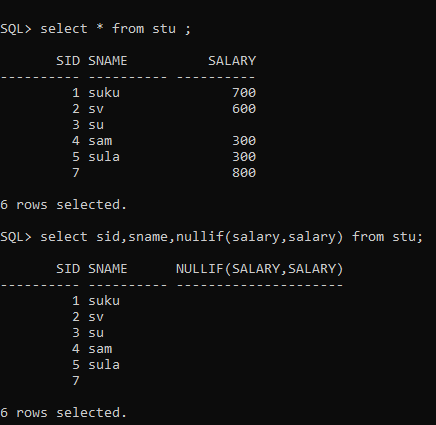 SQL> select * from stu ;
       SID SNAME          SALARY
---------- ---------- ----------
         1 suku              700
         2 sv                600
         3 su
         4 sam               300
         5 sula              300
         7                   800
6 rows selected.
SQL> select sid,sname,nullif(salary,salary) from stu;
       SID SNAME      NULLIF(SALARY,SALARY)
---------- ---------- ---------------------
         1 suku
         2 sv
         3 su
         4 sam
         5 sula
         7
6 rows selected.